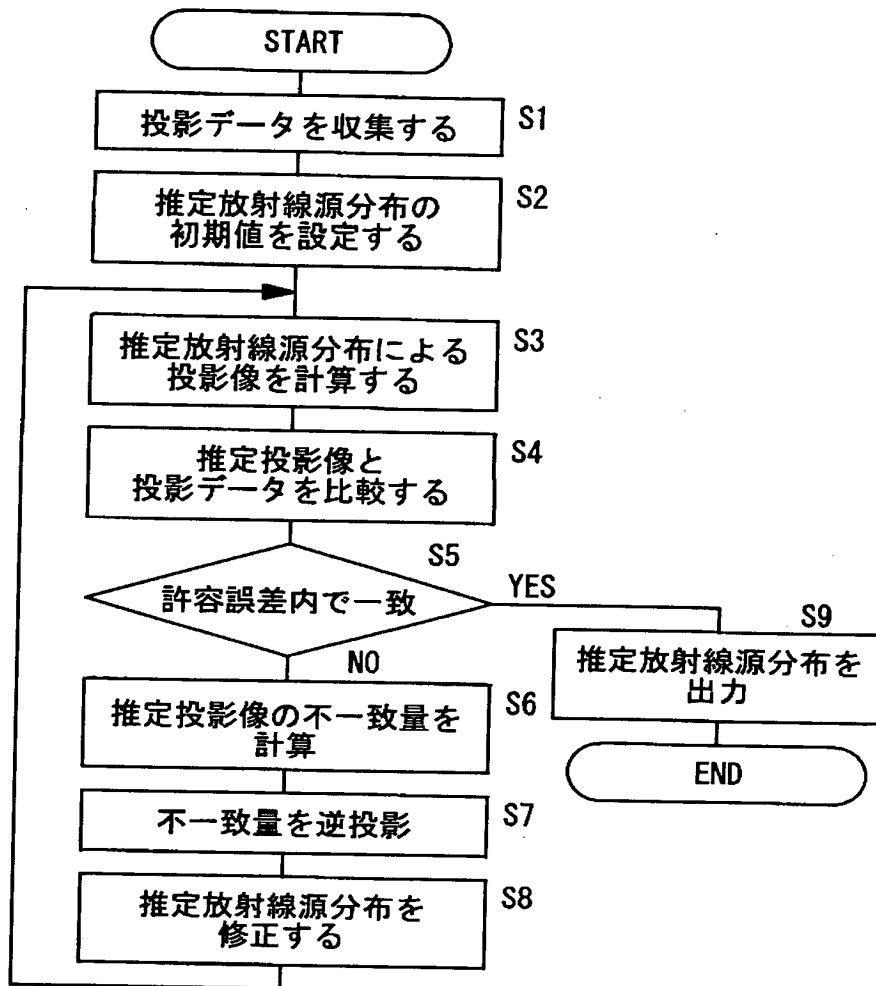 START
投影データを収集する
S1
推定放射線源分布の
初期値を設定する
S2
推定放射線源分布による
投影像を計算する
S3
推定投影像と
投影データを比較する
S4
S5
許容誤差内で一致
YES
NO
S9
推定放射線源分布を
出力
END
推定投影像の不一致量を
計算
S6
不一致量を逆投影
S7
推定放射線源分布を
修正する
S8